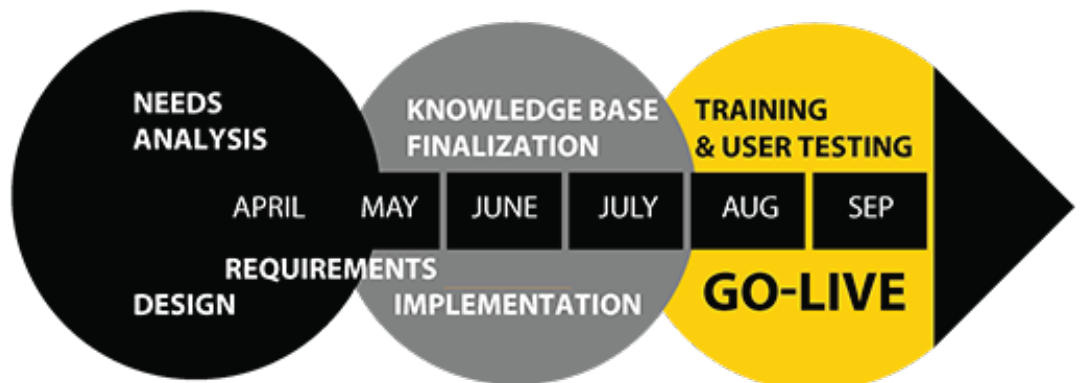 NEEDS
ANALYSIS
KNOWLEDGE BASE
FINALIZATION
TRAINING
& USER TESTING
APRIL MAY JUNE JULY AUG SEP
REQUIREMENTS
DESIGN
IMPLEMENTATION
GO-LIVE